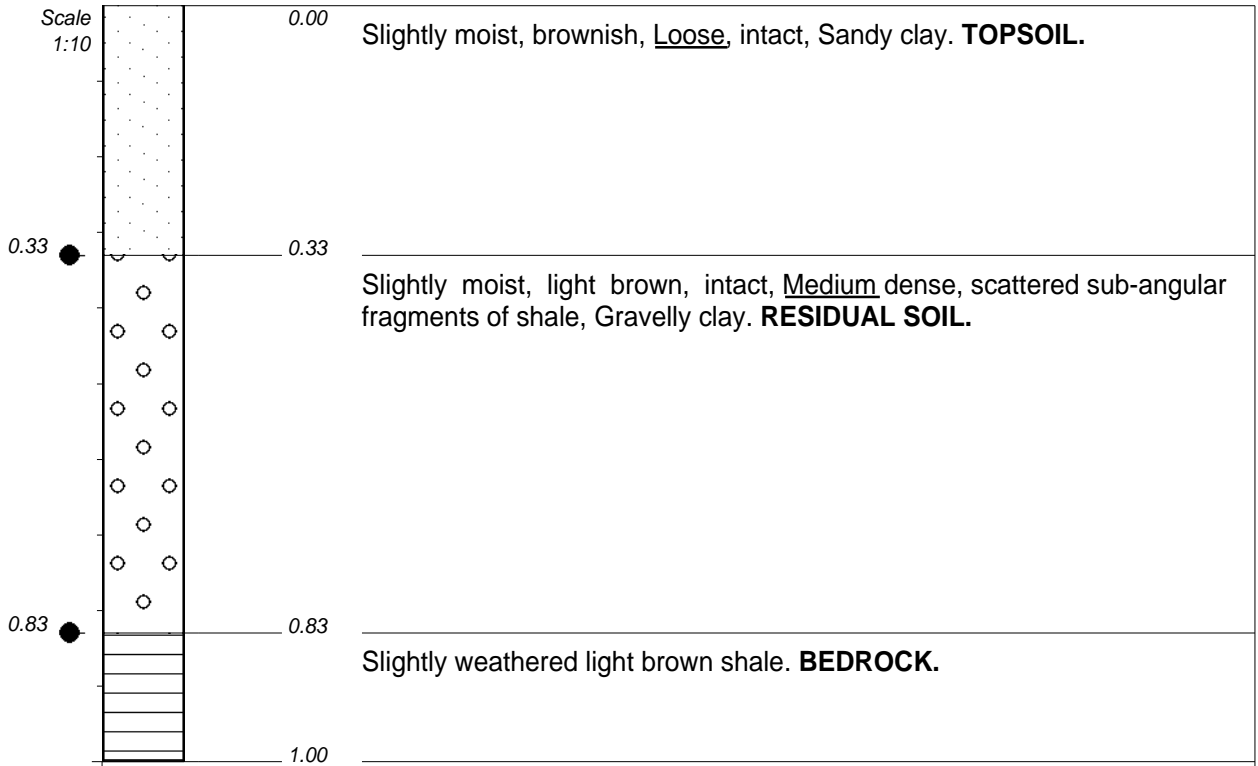 Scale
1:10
0.00
Slightly moist, brownish, Loose, intact, Sandy clay. TOPSOIL.
0.33
0.33
Slightly moist, light brown, intact, Medium dense, scattered sub-angular
fragments of shale, Gravelly clay. RESIDUAL SOIL.
0.83
0.83
Slightly weathered light brown shale. BEDROCK.
1.00